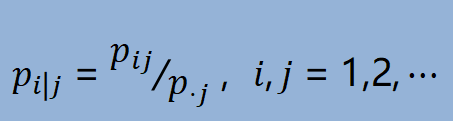 p_{i|j} = p_{ij}/p_{·j} , i, j = 1,2, ⋯